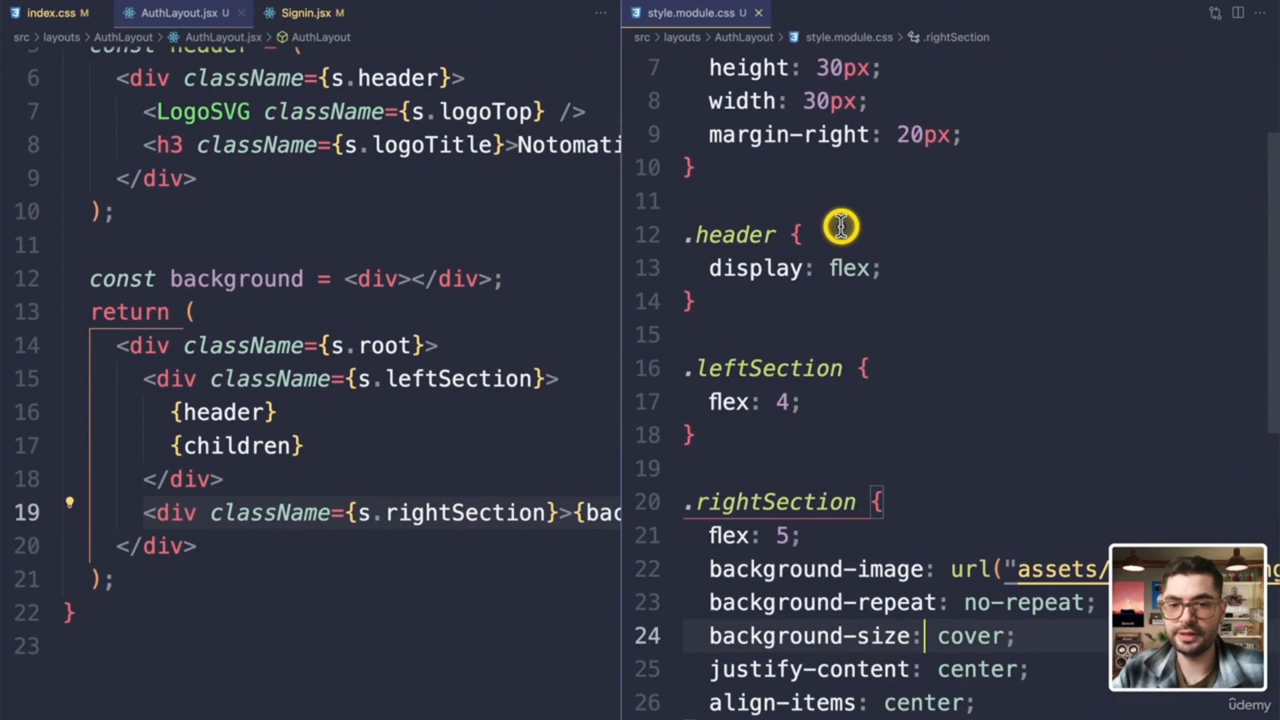 index.css M
AuthLayout.jsx U
Signin.jsx M
src > layouts > AuthLayout > AuthLayout.jsx > AuthLayout
6 <div className={s.header}>
7 <LogoSVG className={s.logoTop} />
8 <h3 className={s.logoTitle}>Notomati
9 </div>
10 );
11
12 const background = <div></div>;
13 return (
14 <div className={s.root}>
15 <div className={s.leftSection}>
16 {header}
17 {children}
18 </div>
19 <div className={s.rightSection}>{bac
20 </div>
21 );
22 }
23
style.module.css U
src > layouts > AuthLayout > style.module.css > .rightSection
7 height: 30px;
8 width: 30px;
9 margin-right: 20px;
10 }
11
12 .header {
13 display: flex;
14 }
15
16 .leftSection {
17 flex: 4;
18 }
19
20 .rightSection {
21 flex: 5;
22 background-image: url("assets/
23 background-repeat: no-repeat;
24 background-size: cover;
25 justify-content: center;
26 align-items: center;
udemy